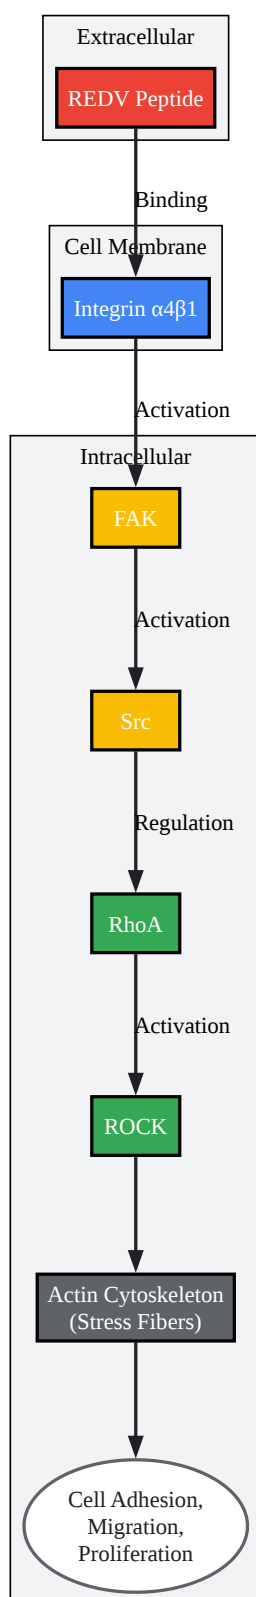 Extracellular
REDV Peptide
Binding
Cell Membrane
Integrin α4β1
Activation
Intracellular
FAK
Activation
Src
Regulation
RhoA
Activation
ROCK
Actin Cytoskeleton
(Stress Fibers)
Cell Adhesion,
Migration,
Proliferation